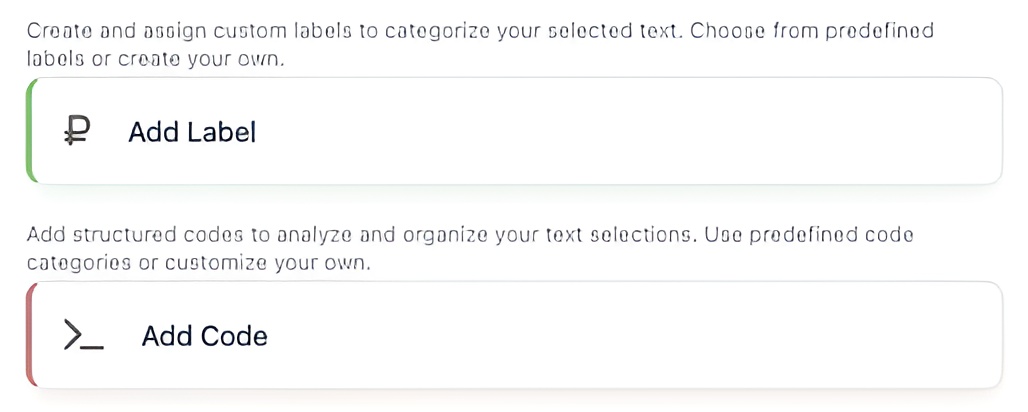 Create and assign custom labels to categorize your selected text. Choose from predefined
labels or create your own.
₽ Add Label
Add structured codes to analyze and organize your text selections. Use predefined code
categories or customize your own.
>_ Add Code